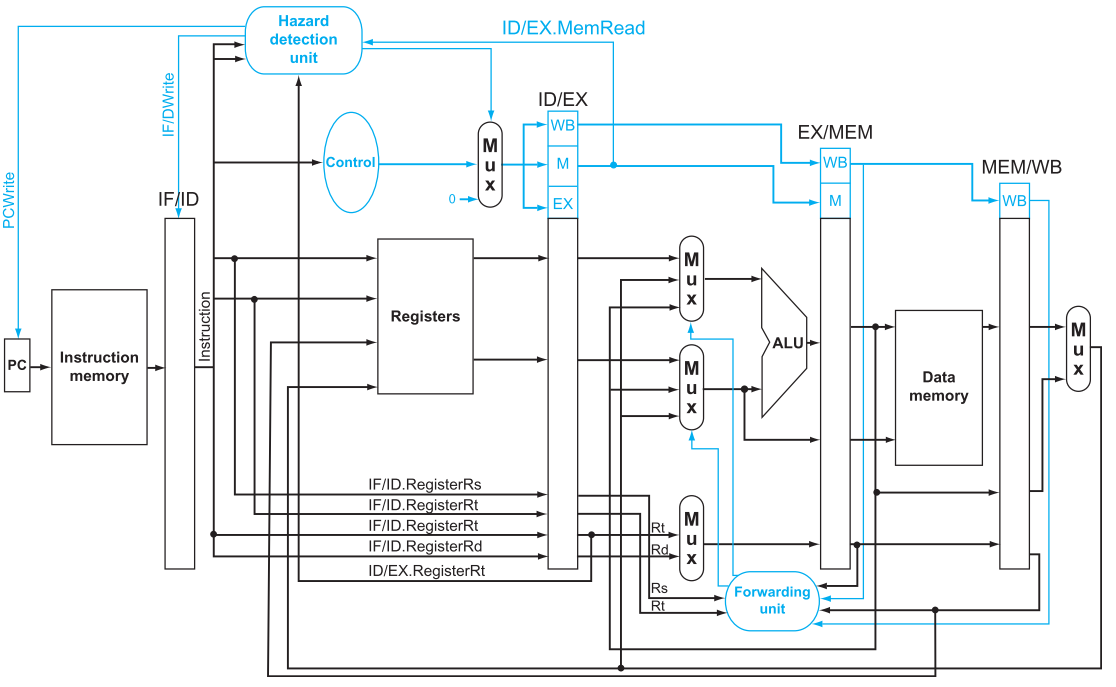 Hazard
detection
unit
ID/EX.MemRead
IF/DWrite
PCWrite
ID/EX
WB
M
EX
Control
Mux
0
EX/MEM
WB
M
MEM/WB
WB
IF/ID
Instruction
PC
Instruction
memory
Registers
Mux
Mux
ALU
Data
memory
Mux
IF/ID.RegisterRs
IF/ID.RegisterRt
IF/ID.RegisterRt
IF/ID.RegisterRd
ID/EX.RegisterRt
Rt
Rd
Mux
Rs
Rt
Forwarding
unit